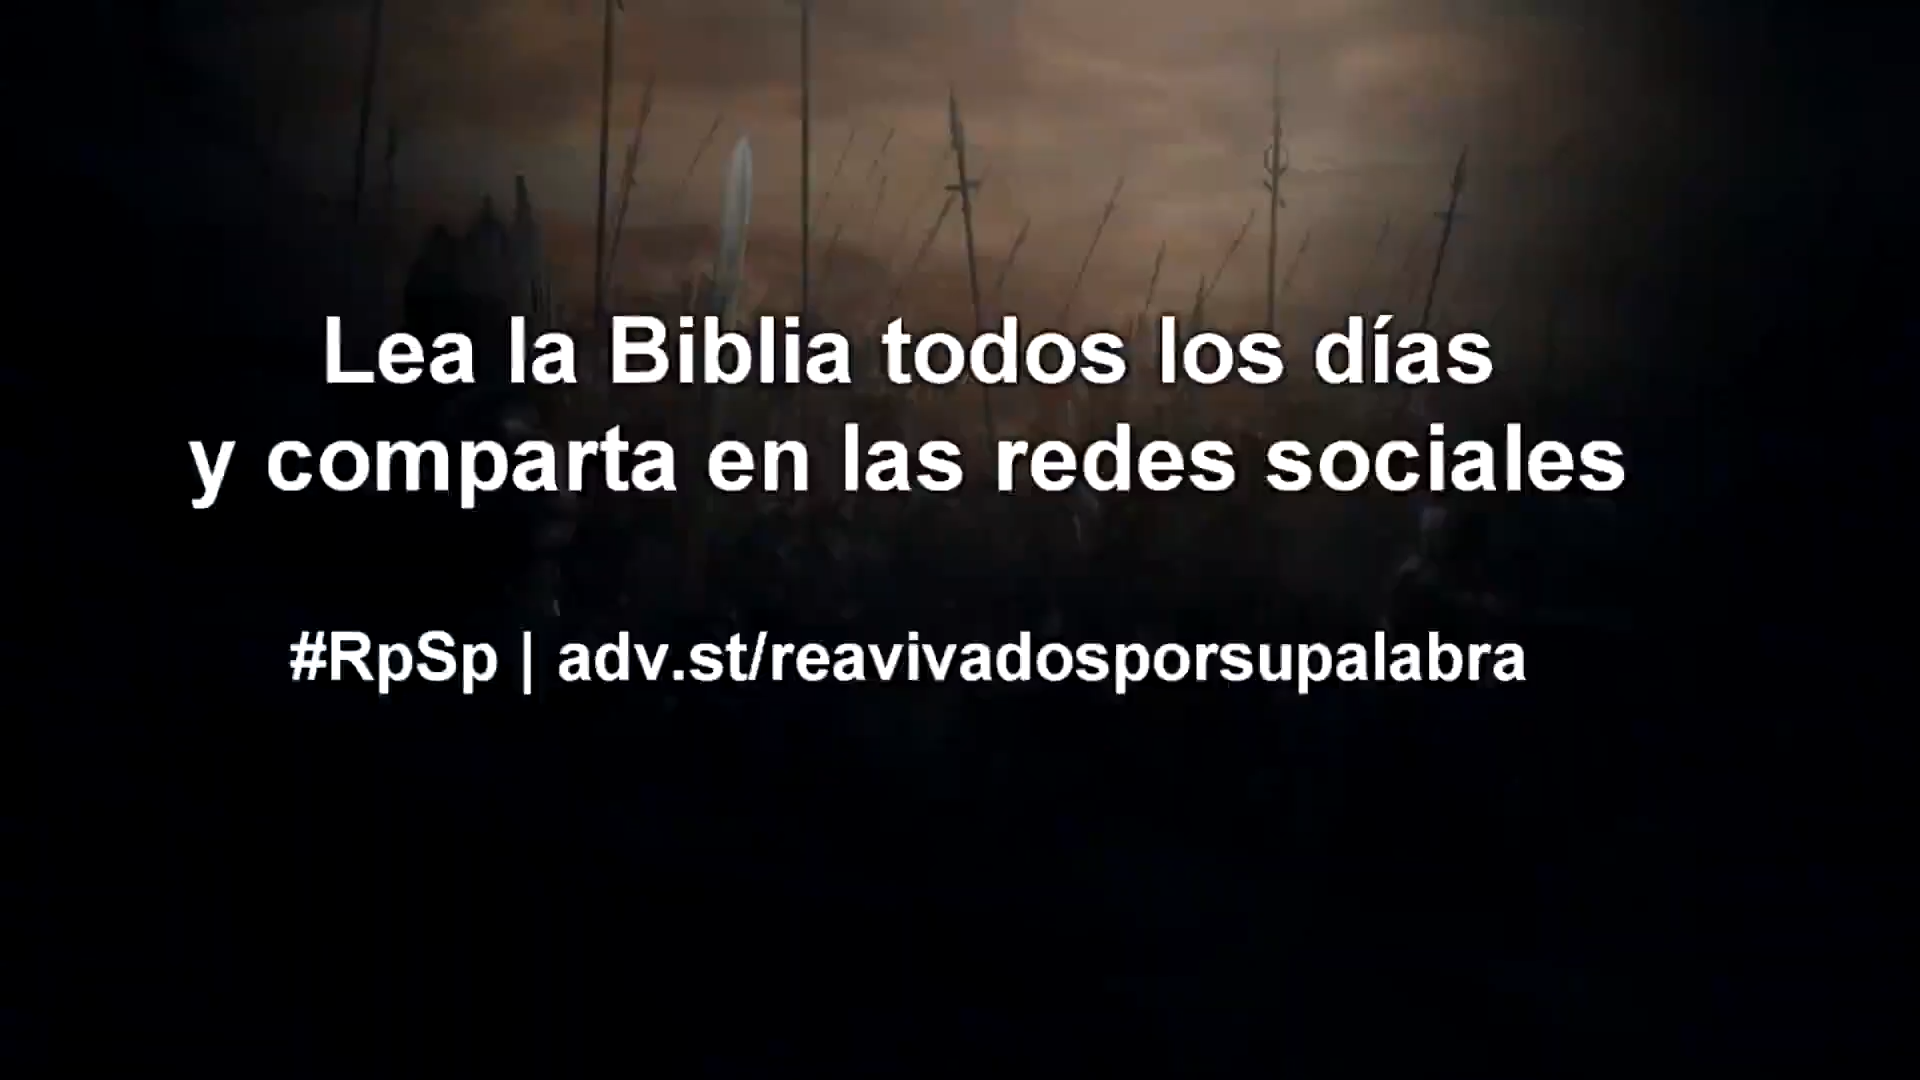 Lea la Biblia todos los días
y comparta en las redes sociales
#RpSp | adv.st/reavivadosporsupalabra